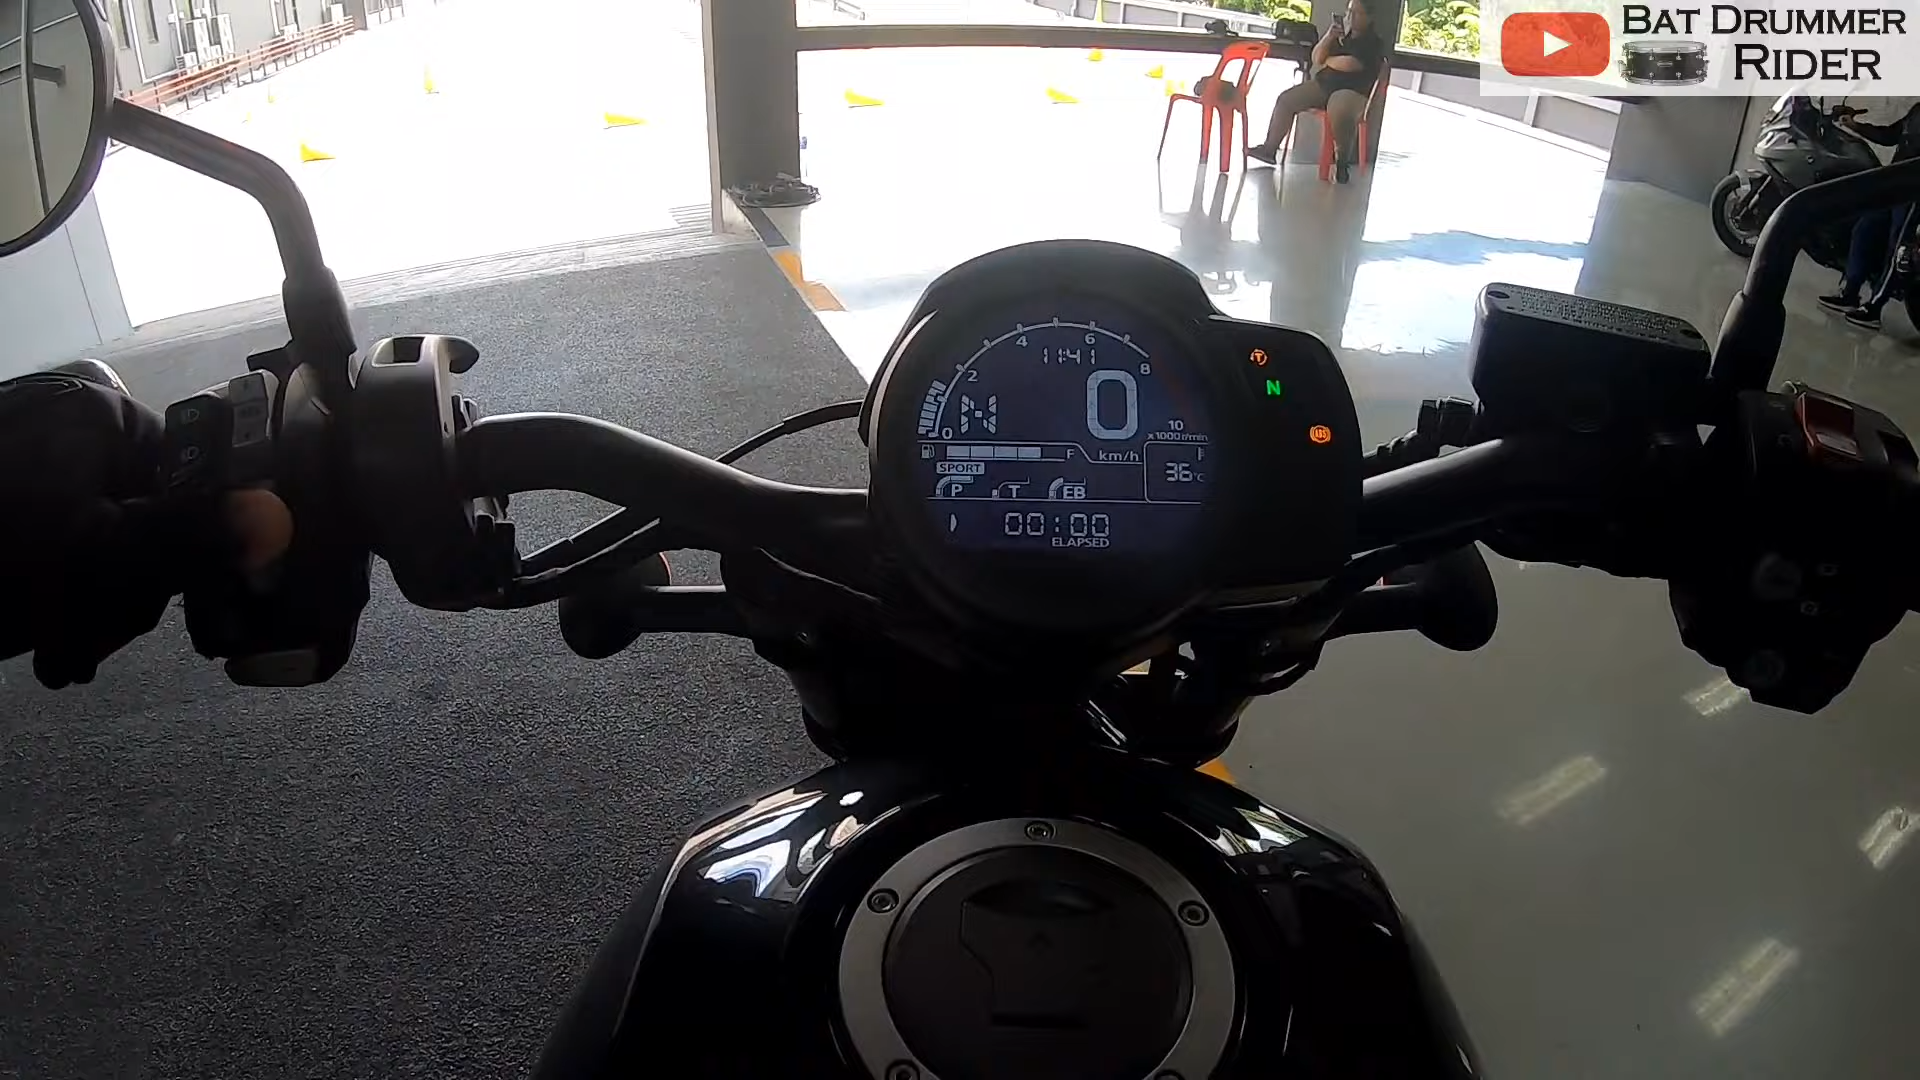 BAT DRUMMER
RIDER
4
6
11:41
2
8
N
0
0
10
x1000r/min
F
km/h
SPORT
36°C
P
T
EB
00:00
ELAPSED
T
N
ABS